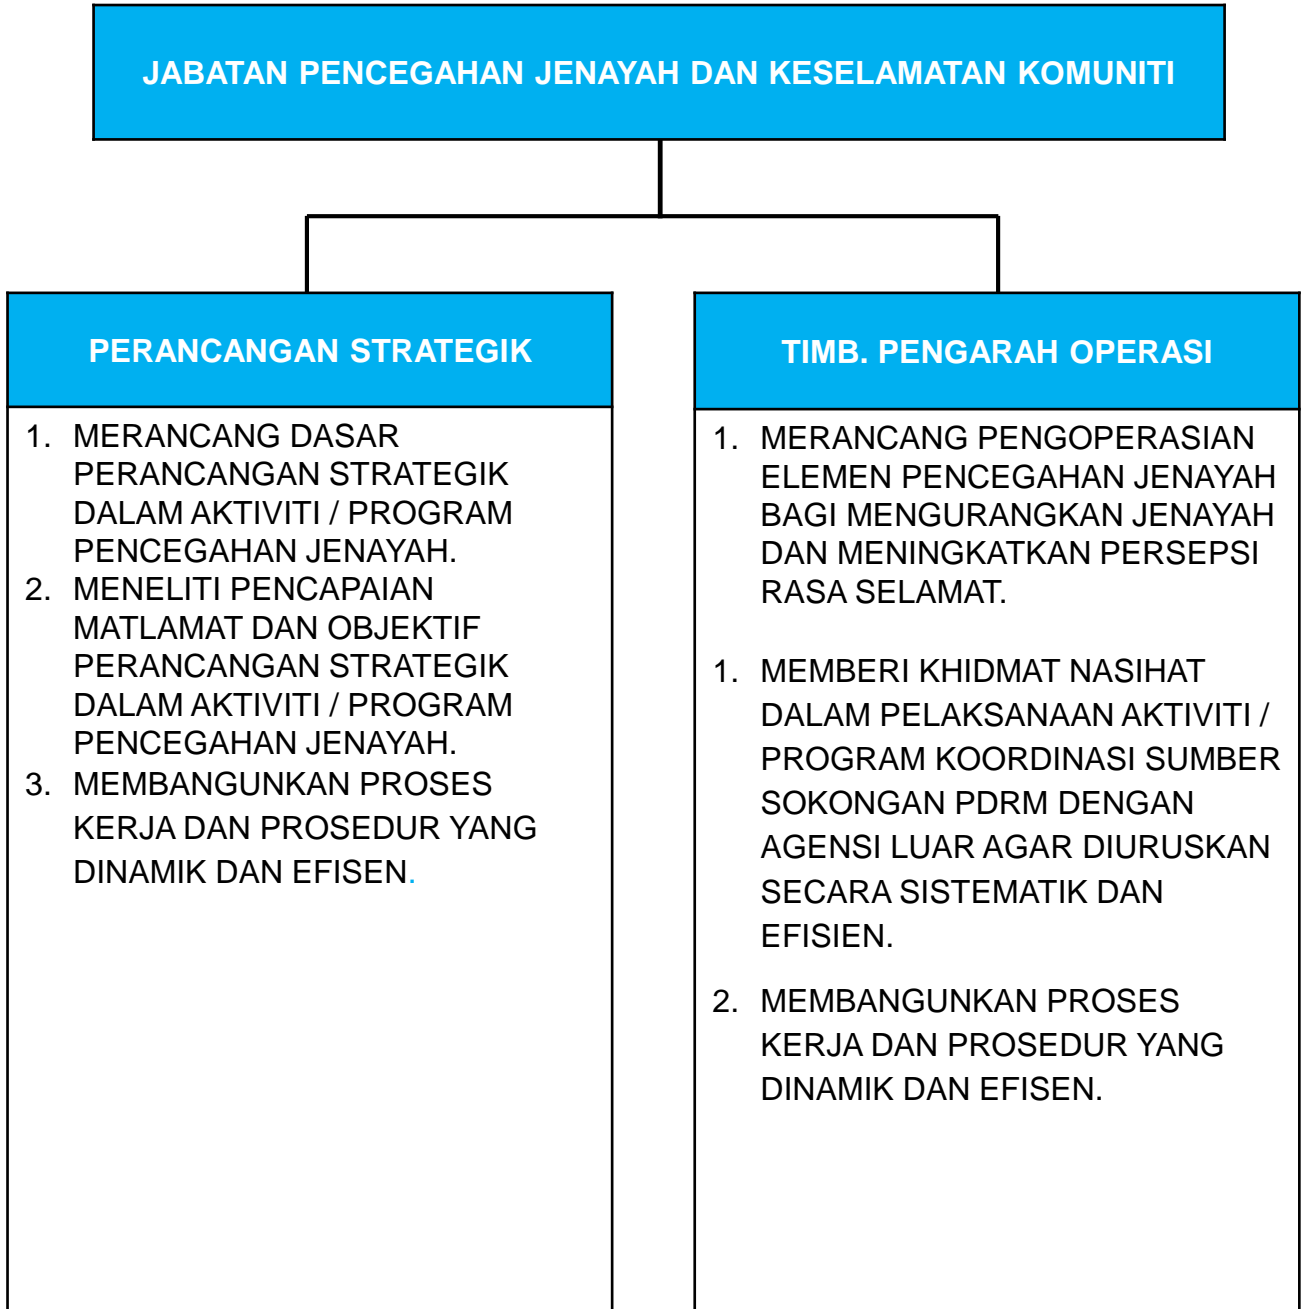 JABATAN PENCEGAHAN JENAYAH DAN KESELAMATAN KOMUNITI
PERANCANGAN STRATEGIK
1. MERANCANG DASAR
PERANCANGAN STRATEGIK
DALAM AKTIVITI / PROGRAM
PENCEGAHAN JENAYAH.
2. MENELITI PENCAPAIAN
MATLAMAT DAN OBJEKTIF
PERANCANGAN STRATEGIK
DALAM AKTIVITI / PROGRAM
PENCEGAHAN JENAYAH.
3. MEMBANGUNKAN PROSES
KERJA DAN PROSEDUR YANG
DINAMIK DAN EFISEN.
TIMB. PENGARAH OPERASI
1. MERANCANG PENGOPERASIAN
ELEMEN PENCEGAHAN JENAYAH
BAGI MENGURANGKAN JENAYAH
DAN MENINGKATKAN PERSEPSI
RASA SELAMAT.
1. MEMBERI KHIDMAT NASIHAT
DALAM PELAKSANAAN AKTIVITI /
PROGRAM KOORDINASI SUMBER
SOKONGAN PDRM DENGAN
AGENSI LUAR AGAR DIURUSKAN
SECARA SISTEMATIK DAN
EFISIEN.
2. MEMBANGUNKAN PROSES
KERJA DAN PROSEDUR YANG
DINAMIK DAN EFISEN.